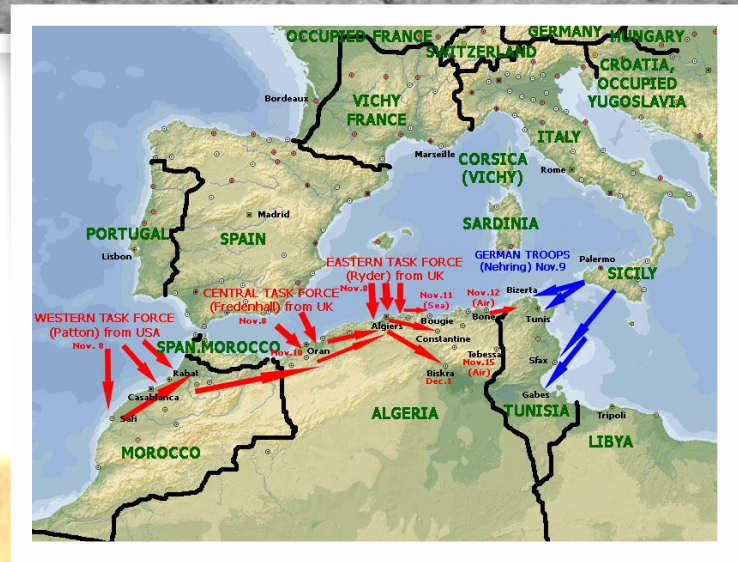 OCCUPIED FRANCE
GERMANY
HUNGARY
SWITZERLAND
CROATIA,
OCCUPIED
YUGOSLAVIA
Bordeaux
VICHY
FRANCE
ITALY
Marseille
CORSICA
(VICHY)
Rome
Madrid
SARDINIA
PORTUGAL
SPAIN
Lisbon
EASTERN TASK FORCE
(Ryder) from UK
Nov.8
GERMAN TROOPS
(Nehring) Nov.9
Palermo
SICILY
CENTRAL TASK FORCE
(Fredenhall) from UK
Nov.8
Nov.11
(Sea)
Nov.12
(Air)
Bizerta
WESTERN TASK FORCE
(Patton) from USA
Nov. 8
Algiers
Bougie
Bone
Tunis
Constantine
SPAN.MOROCCO
Nov.10
Oran
Tebessa
Nov.15
(Air)
Sfax
Rabat
Biskra
Dec.1
Casablanca
Gabes
Safi
ALGERIA
TUNISIA
Tripoli
MOROCCO
LIBYA